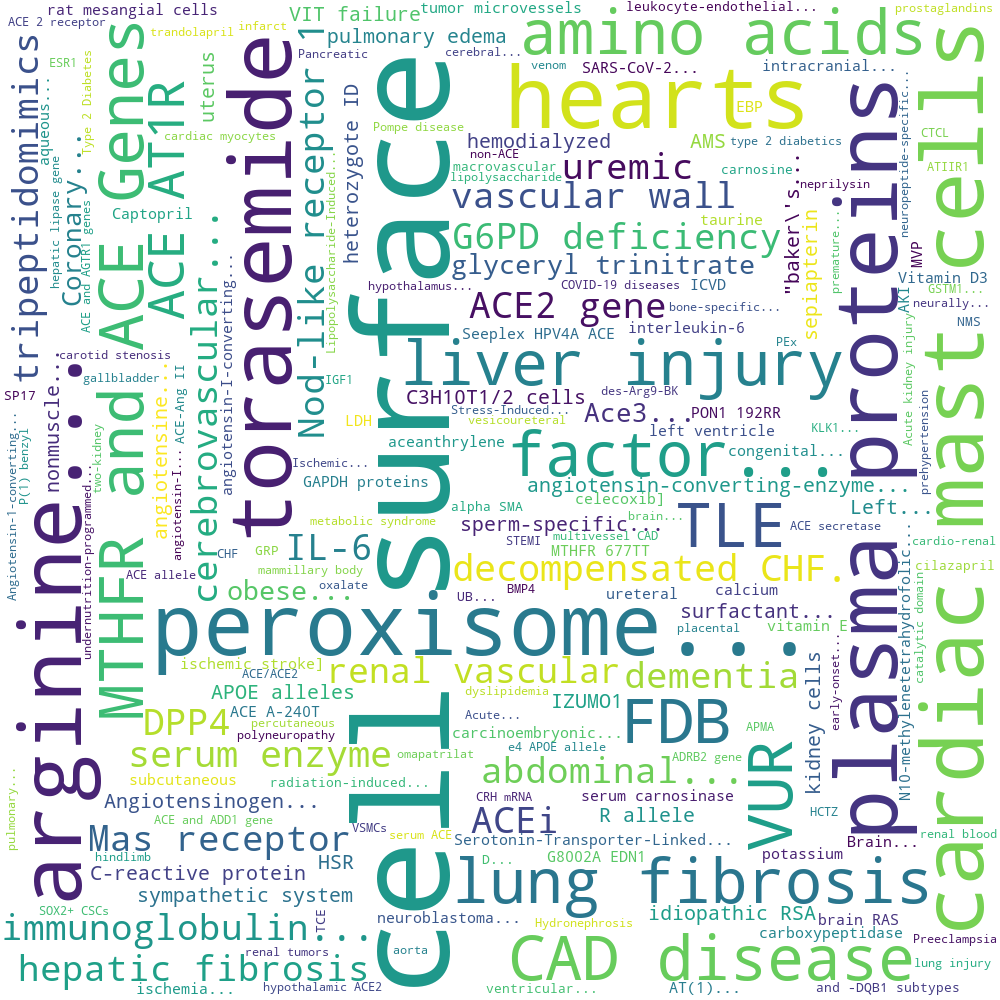 rat mesangial cells
ACE 2 receptor
trandolapril
infarct
VIT failure
tumor microvessels
leukocyte-endothelial...
prostaglandins
pulmonary edema
amino acids
Pancreatic
cerebral...
venom
SARS-CoV-2...
intracranial...
hearts
EBP
ESR1
Type 2 Diabetes
aqueous...
tripeptidomimics
hepatic lipase gene
Coronary...
ACE and AGTR1 genes
MTHFR and ACE Genes
ACE AT1R
uterus
cardiac myocytes
Captopril
cerebrovascular...
angiotensin-I-converting...
torasemide
Nod-like receptor 1
Lipopolysaccharide-Induced...
heterozygote ID
Pompe disease
cell surface
hemodialyzed
non-ACE
AMS
type 2 diabetics
CTCL
macrovascular
lipopolysaccharide
uremic
carnosine
neprilysin
ATIIR1
vascular wall
taurine
"baker\'s...
sepiapterin
premature...
plasma proteins
neuropeptide-specific...
MVP
cardiac mast cells
G6PD deficiency
glyceryl trinitrate
ICVD
Vitamin D3
hypothalamus...
COVID-19 diseases
GSTM1...
ACE2 gene
bone-specific...
AKI
neurally...
Seeplex HPV4A ACE
interleukin-6
NMS
PEx
Acute kidney injury
prehypertension
carotid stenosis
gallbladder
SP17
ACE-Ang II
IGF1
liver injury
des-Arg9-BK
C3H10T1/2 cells
Stress-Induced...
vesicoureteral
LDH
Ace3...
PON1 192RR
KLK1...
left ventricle
aceanthrylene
factor...
congenital...
Angiotensin-1-converting...
P(1) benzyl
nonmuscle...
arginine...
undernutrition-programmed...
two-kidney
angiotensine...
angiotensin-I...
Ischemic...
GAPDH proteins
angiotensin-converting-enzyme...
celecoxib]
alpha SMA
brain...
Left...
metabolic syndrome
sperm-specific...
TLE
ACE secretase
STEMI
multivessel CAD
MTHFR 677TT
cardio-renal
CHF
GRP
IL-6
mammillary body
decompensated CHF.
cilazapril
ACE allele
oxalate
obese...
UB...
BMP4
ureteral
calcium
surfactant...
catalytic domain
N10-methylenetetrahydrofolic...
peroxisome...
placental
vitamin E
early-onset...
ischemic stroke]
ACE/ACE2
renal vascular
dementia
kidney cells
APOE alleles
dyslipidemia
IZUMO1
DPP4
ACE A-240T
percutaneous
polyneuropathy
Acute...
carcinoembryonic...
FDB
APMA
VUR
serum enzyme
omapatrilat
e4 APOE allele
ADRB2 gene
subcutaneous
radiation-induced...
abdominal...
pulmonary...
Angiotensinogen...
CRH mRNA
serum carnosinase
HCTZ
ACE and ADD1 gene
VSMCs
serum ACE
ACEi
R allele
renal blood
Mas receptor
Serotonin-Transporter-Linked...
Brain...
hindlimb
HSR
D...
G8002A EDN1
potassium
C-reactive protein
lung fibrosis
sympathetic system
SOX2+ CSCs
TCE
neuroblastoma...
Hydronephrosis
idiopathic RSA
brain RAS
carboxypeptidase
immunoglobulin...
Preeclampsia
renal tumors
aorta
CAD disease
lung injury
hepatic fibrosis
ischemia...
hypothalamic ACE2
ventricular...
AT(1)...
and -DQB1 subtypes